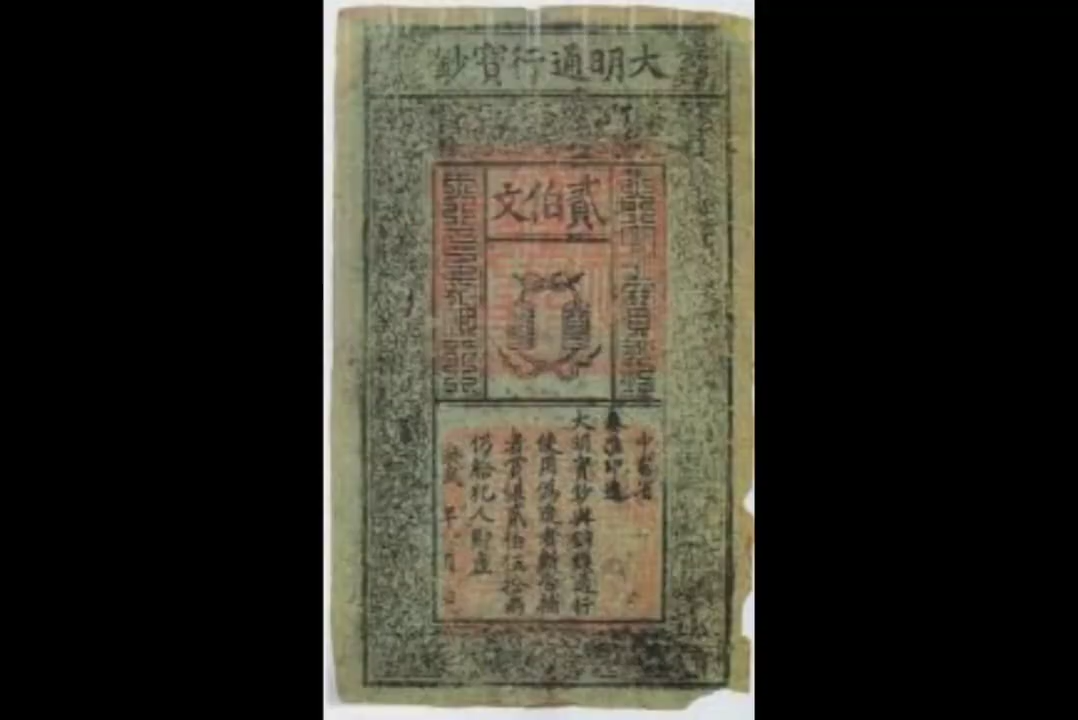 大明通行寶鈔
貳伯文
中書省
奏准印造
大明寶鈔與銅錢通行
使用偽造者斬告捕
者賞銀貳伯伍拾兩
仍給犯人財產
洪武 年 月 日